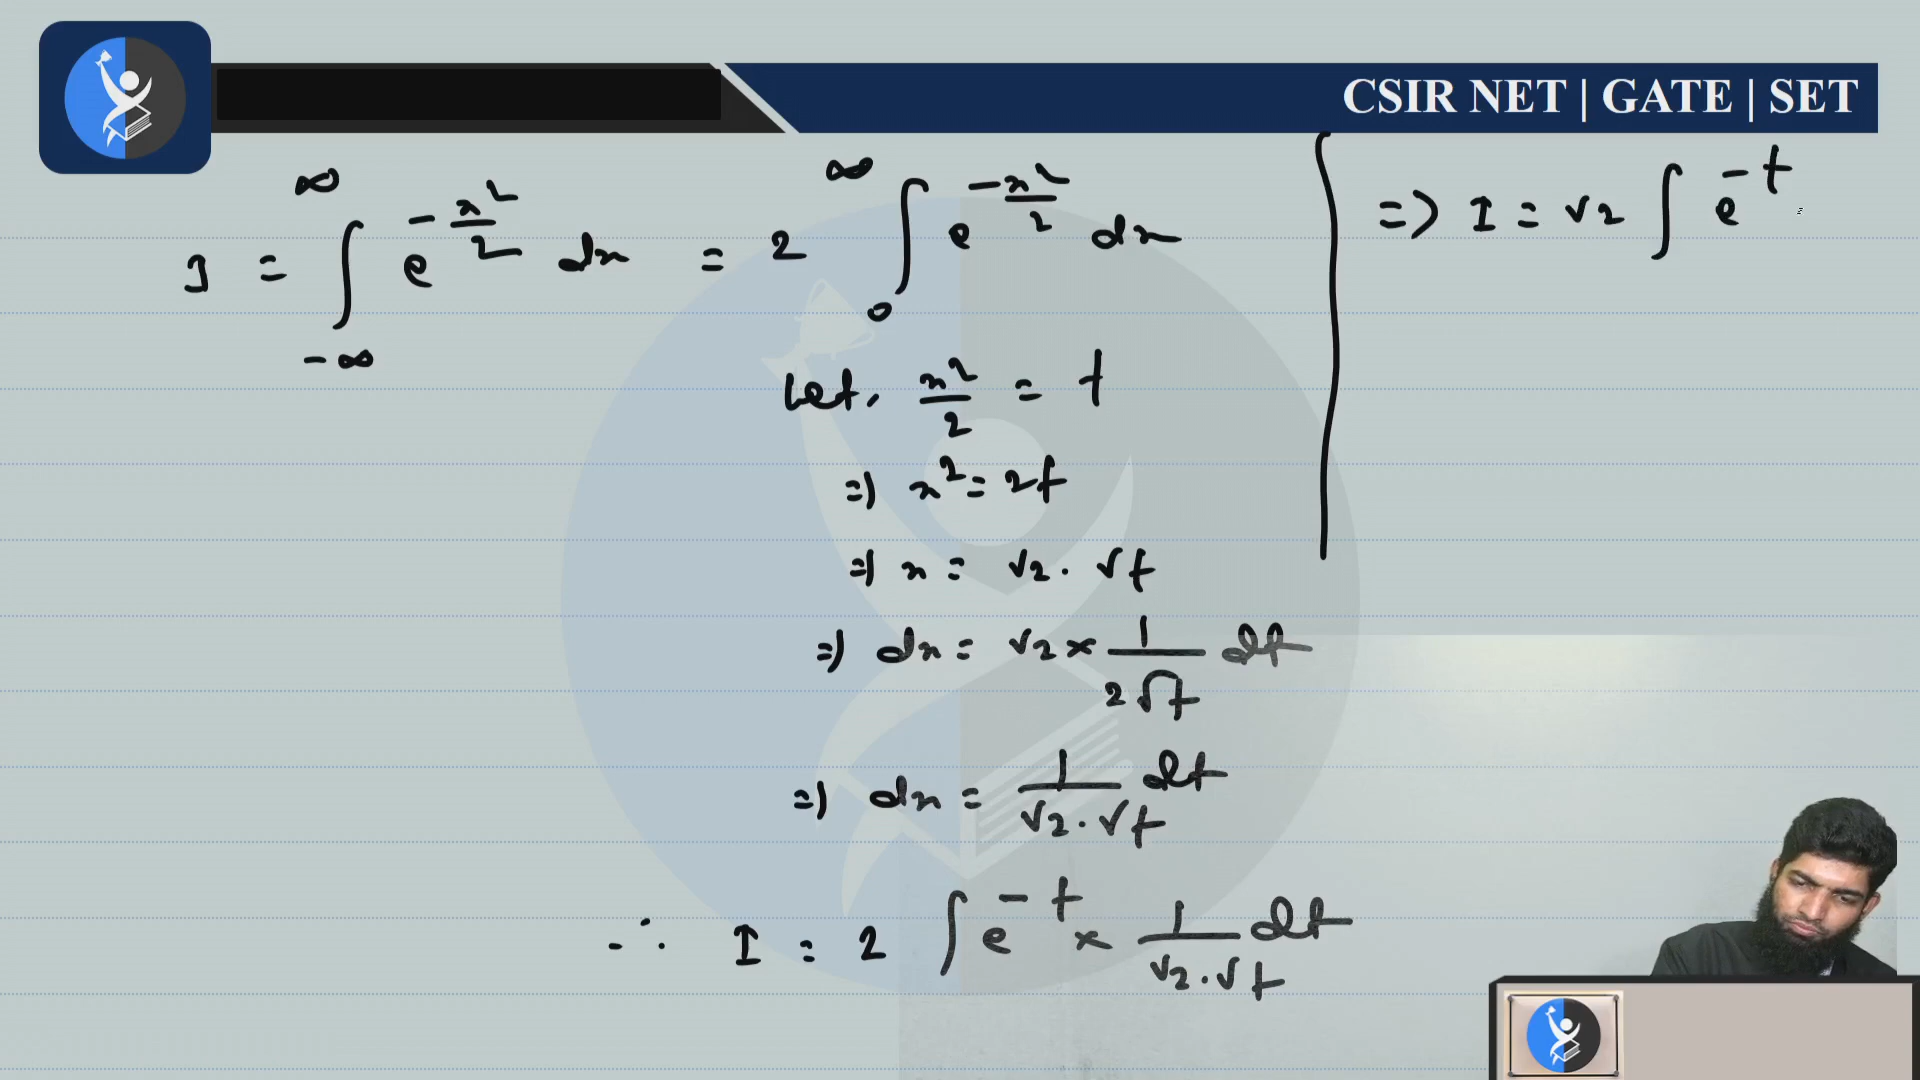 CSIR NET | GATE | SET
I = ∫_{-∞}^{∞} e^{-x²/2} dx = 2 ∫_{0}^{∞} e^{-x²/2} dx
Let, x²/2 = t
=> x² = 2t
=> x = √2 . √t
=> dx = √2 × 1/(2√t) dt
=> dx = 1/(√2 . √t) dt
∴ I = 2 ∫ e^{-t} × 1/(√2 . √t) dt
=> I = √2 ∫ e^{-t}